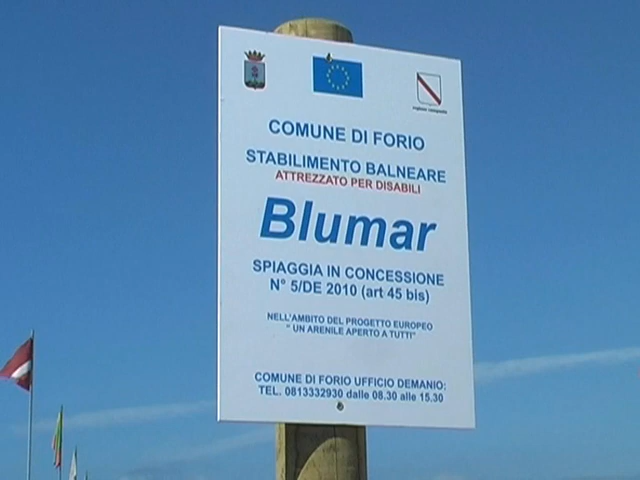 regione campania
COMUNE DI FORIO
STABILIMENTO BALNEARE
ATTREZZATO PER DISABILI
Blumar
SPIAGGIA IN CONCESSIONE
N° 5/DE 2010 (art 45 bis)
NELL'AMBITO DEL PROGETTO EUROPEO
" UN ARENILE APERTO A TUTTI"
COMUNE DI FORIO UFFICIO DEMANIO:
TEL. 0813332930 dalle 08.30 alle 15.30